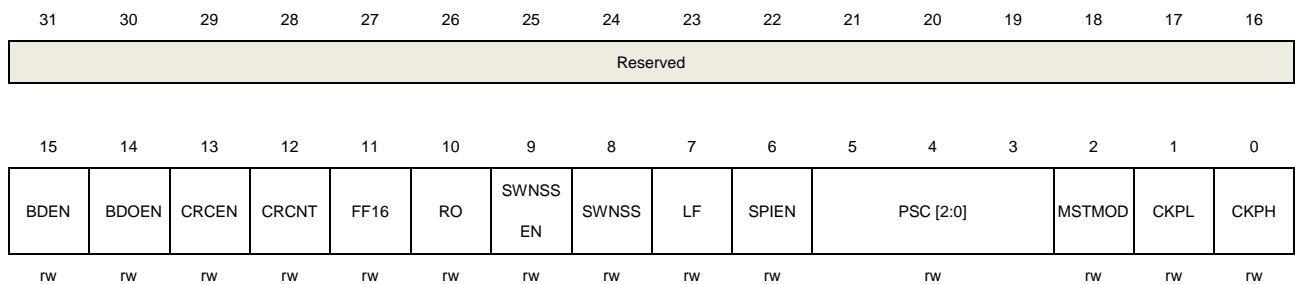 31 30 29 28 27 26 25 24 23 22 21 20 19 18 17 16
Reserved
15 14 13 12 11 10 9 8 7 6 5 4 3 2 1 0
BDEN BDOEN CRCEN CRCNT FF16 RO SWNSS EN SWNSS LF SPIEN PSC [2:0] MSTMOD CKPL CKPH
rw rw rw rw rw rw rw rw rw rw rw rw rw rw